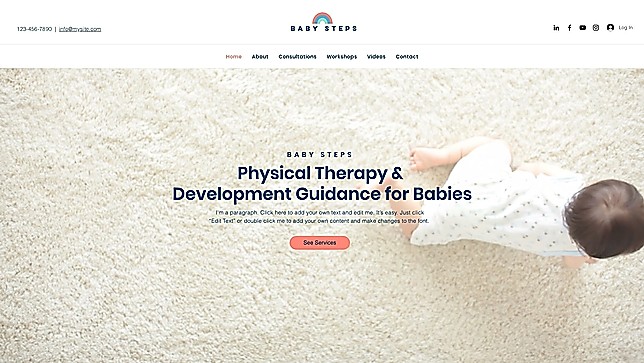 123-456-7890 | info@mysite.com
BABY STEPS
Log In
Home About Consultations Workshops Videos Contact
BABY STEPS
Physical Therapy &
Development Guidance for Babies
I'm a paragraph. Click here to add your own text and edit me. It's easy. Just click
"Edit Text" or double click me to add your own content and make changes to the font.
See Services